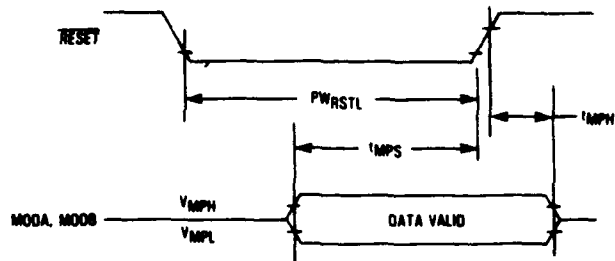 RESET
PWRSTL
tMPH
tMPS
VMPH
MODA, MODB
DATA VALID
VMPL